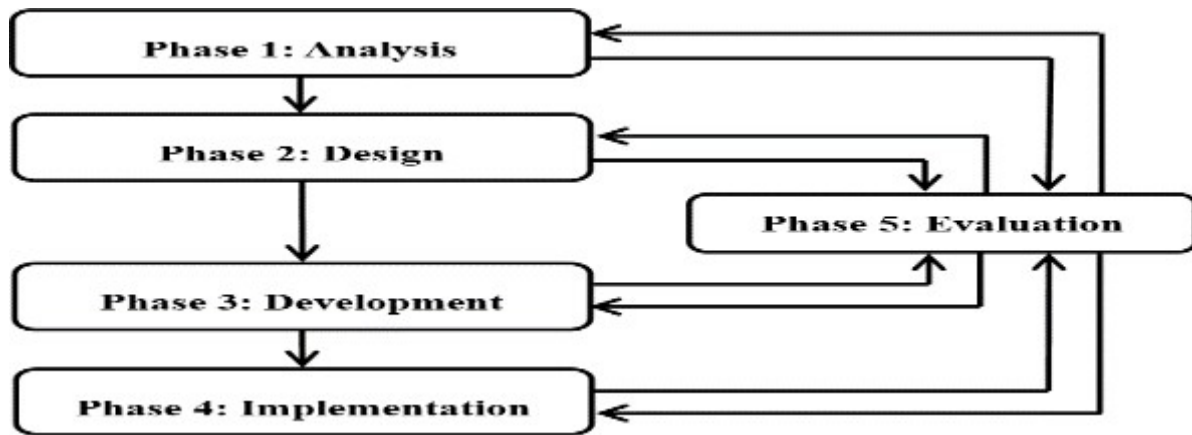 Phase 1: Analysis
Phase 2: Design
Phase 5: Evaluation
Phase 3: Development
Phase 4: Implementation